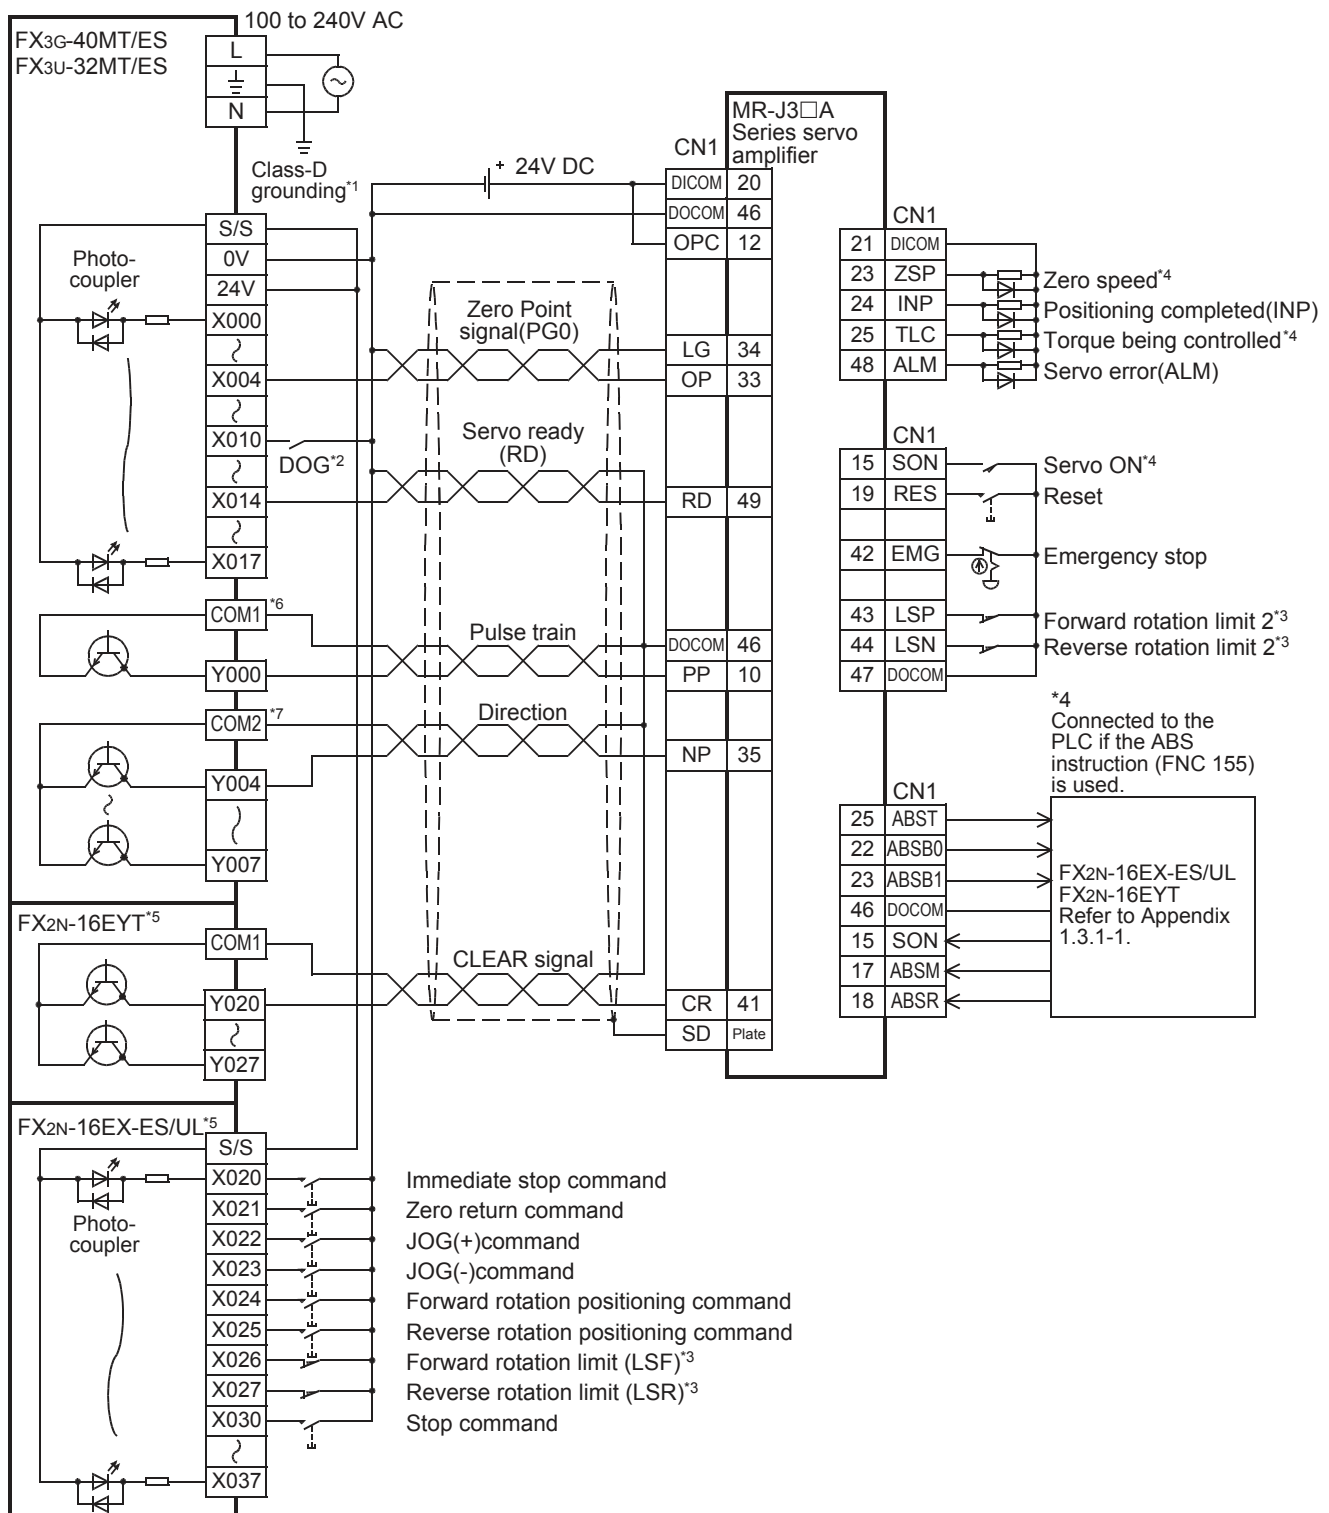 100 to 240V AC
FX3G-40MT/ES
FX3U-32MT/ES
L
N
Class-D
grounding*1
S/S
0V
24V
X000
X004
X010
X014
X017
Photo-
coupler
DOG*2
COM1 *6
Y000
COM2 *7
Y004
Y007
FX2N-16EYT*5
COM1
Y020
Y027
FX2N-16EX-ES/UL*5
S/S
X020
X021
X022
X023
X024
X025
X026
X027
X030
X037
Photo-
coupler
Immediate stop command
Zero return command
JOG(+)command
JOG(-)command
Forward rotation positioning command
Reverse rotation positioning command
Forward rotation limit (LSF)*3
Reverse rotation limit (LSR)*3
Stop command
+ 24V DC
Zero Point
signal(PG0)
Servo ready
(RD)
Pulse train
Direction
CLEAR signal
MR-J3□A
Series servo
amplifier
CN1
DICOM 20
DOCOM 46
OPC 12
LG 34
OP 33
RD 49
DOCOM 46
PP 10
NP 35
CR 41
SD Plate
CN1
21 DICOM
23 ZSP Zero speed*4
24 INP Positioning completed(INP)
25 TLC Torque being controlled*4
48 ALM Servo error(ALM)
CN1
15 SON Servo ON*4
19 RES Reset
42 EMG Emergency stop
43 LSP Forward rotation limit 2*3
44 LSN Reverse rotation limit 2*3
47 DOCOM
*4
Connected to the
PLC if the ABS
instruction (FNC 155)
is used.
CN1
25 ABST
22 ABSB0
23 ABSB1
46 DOCOM
15 SON
17 ABSM
18 ABSR
FX2N-16EX-ES/UL
FX2N-16EYT
Refer to Appendix
1.3.1-1.